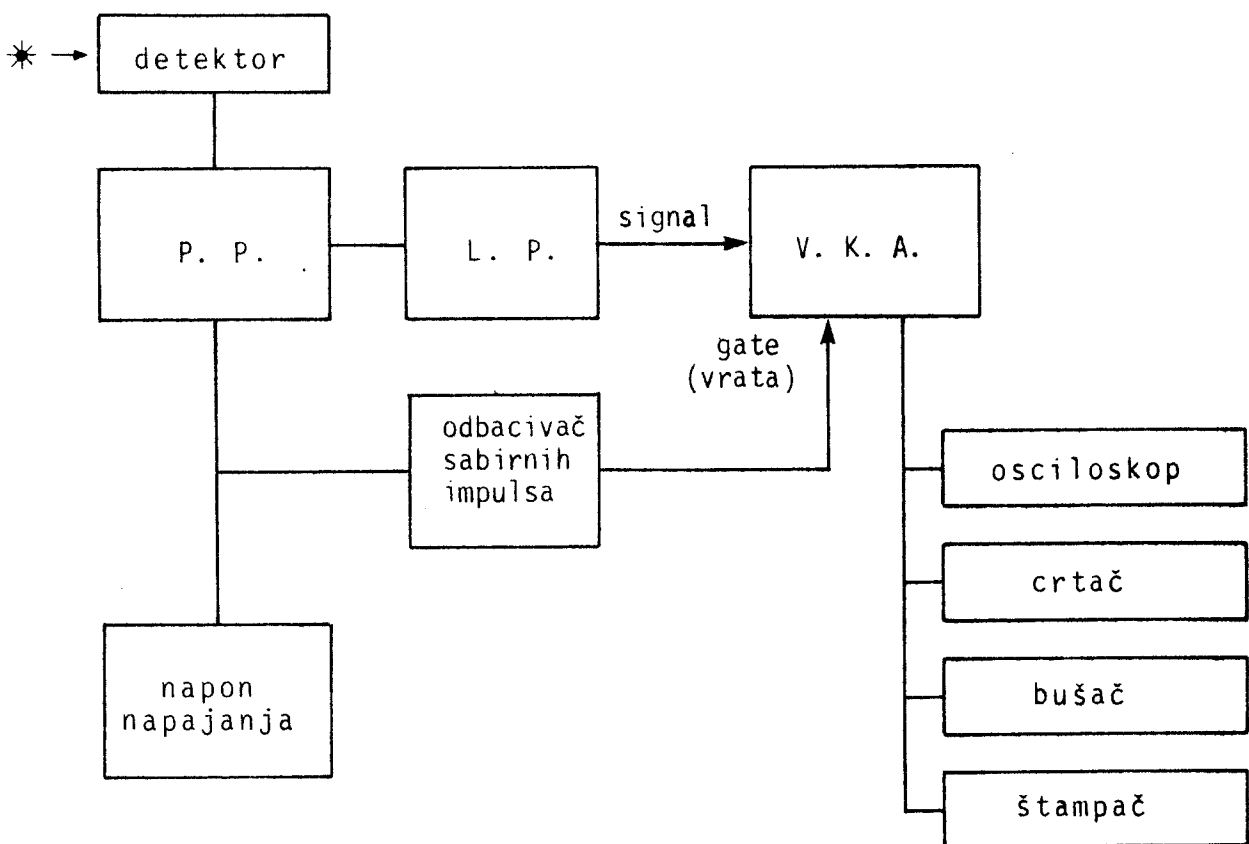 detektor
P. P.
L. P.
signal
V. K. A.
gate
(vrata)
odbacivač
sabirnih
impulsa
osciloskop
crtač
napon
napajanja
bušač
štampač